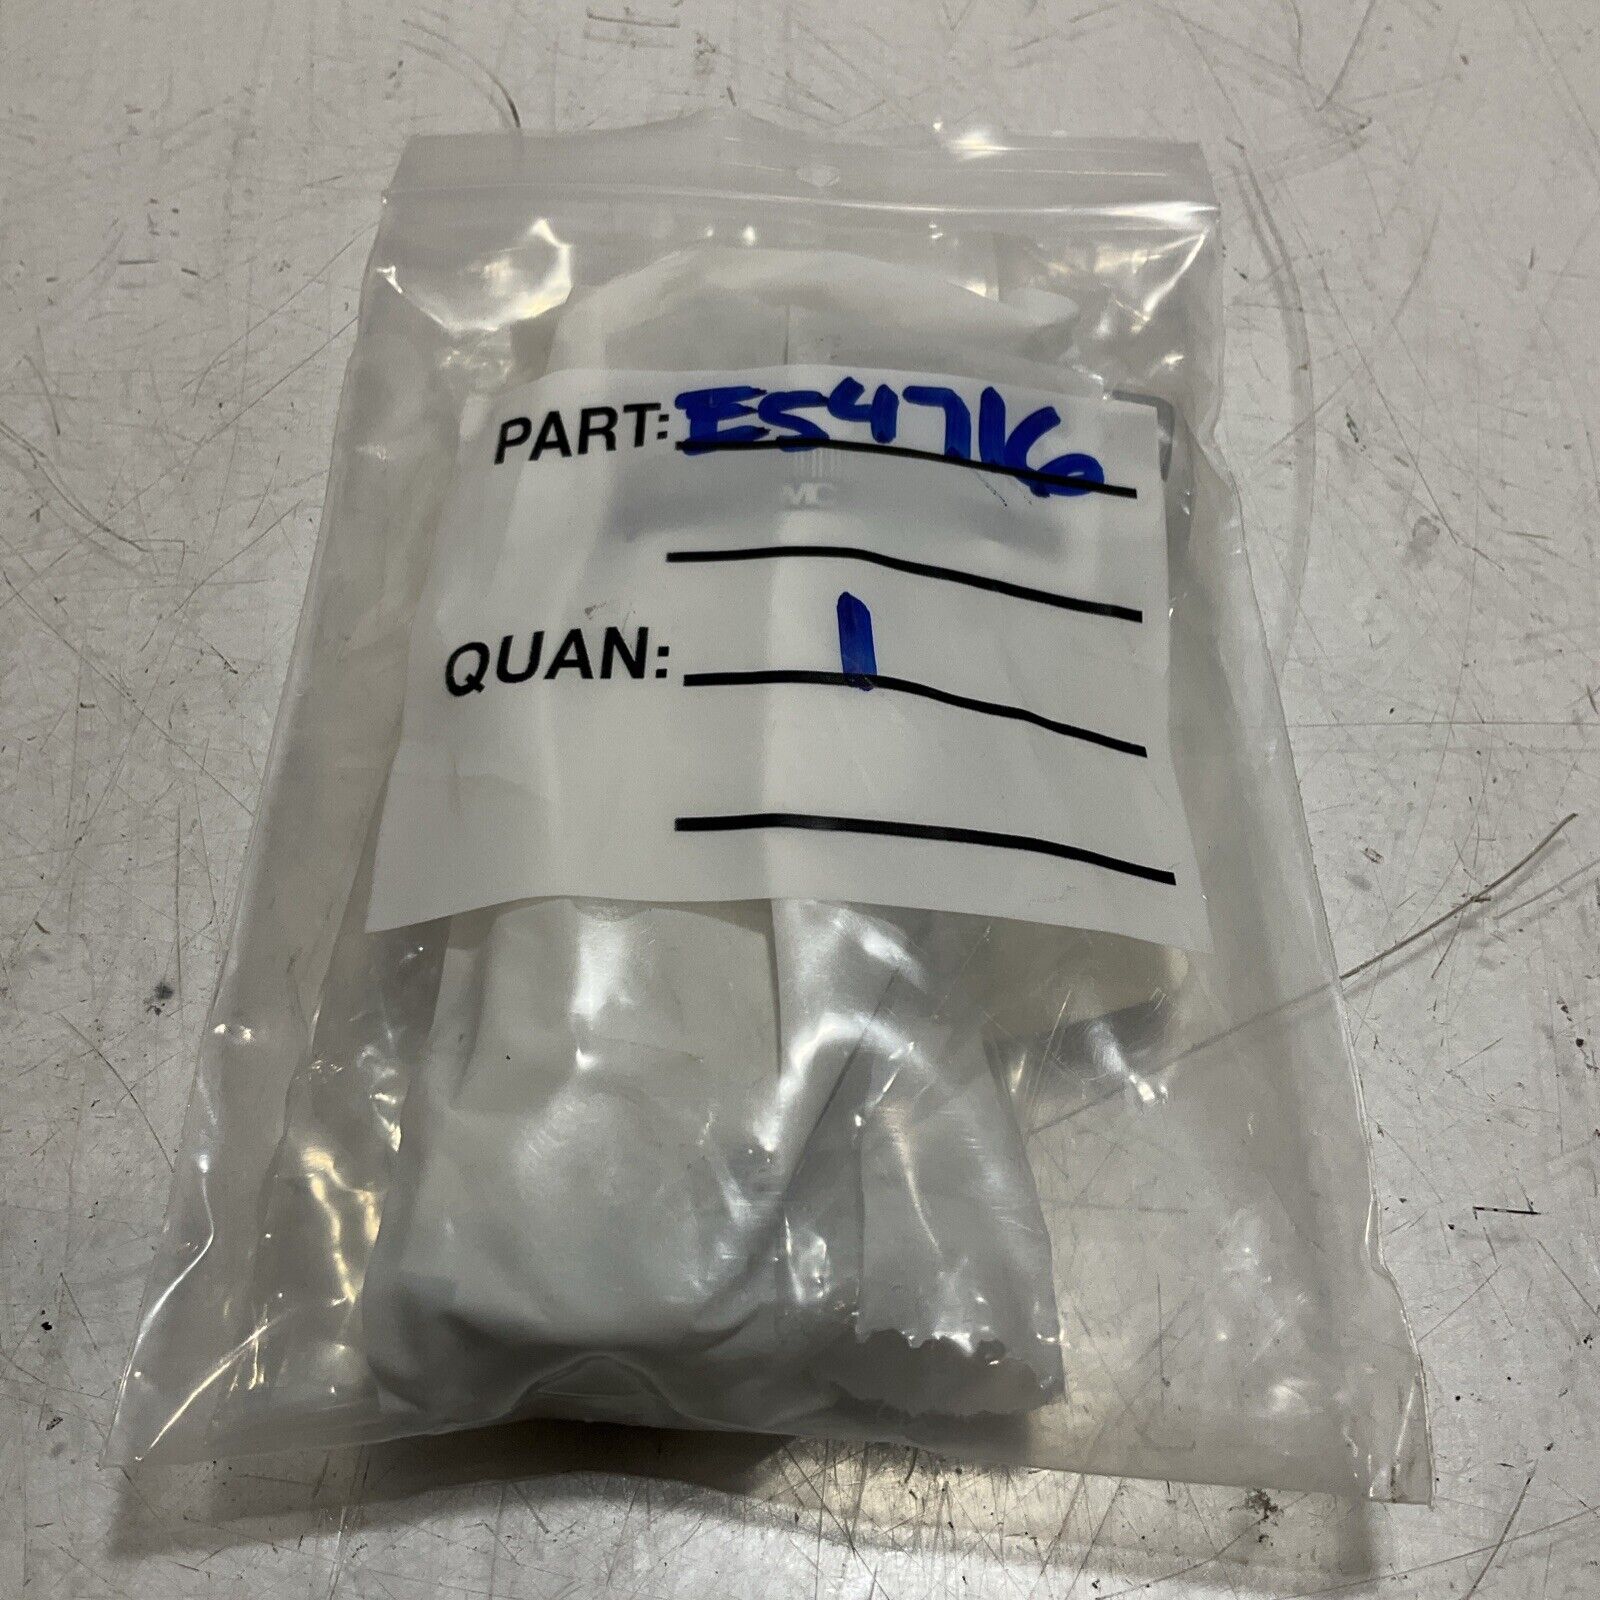 PART: ES4716
QUAN: 1